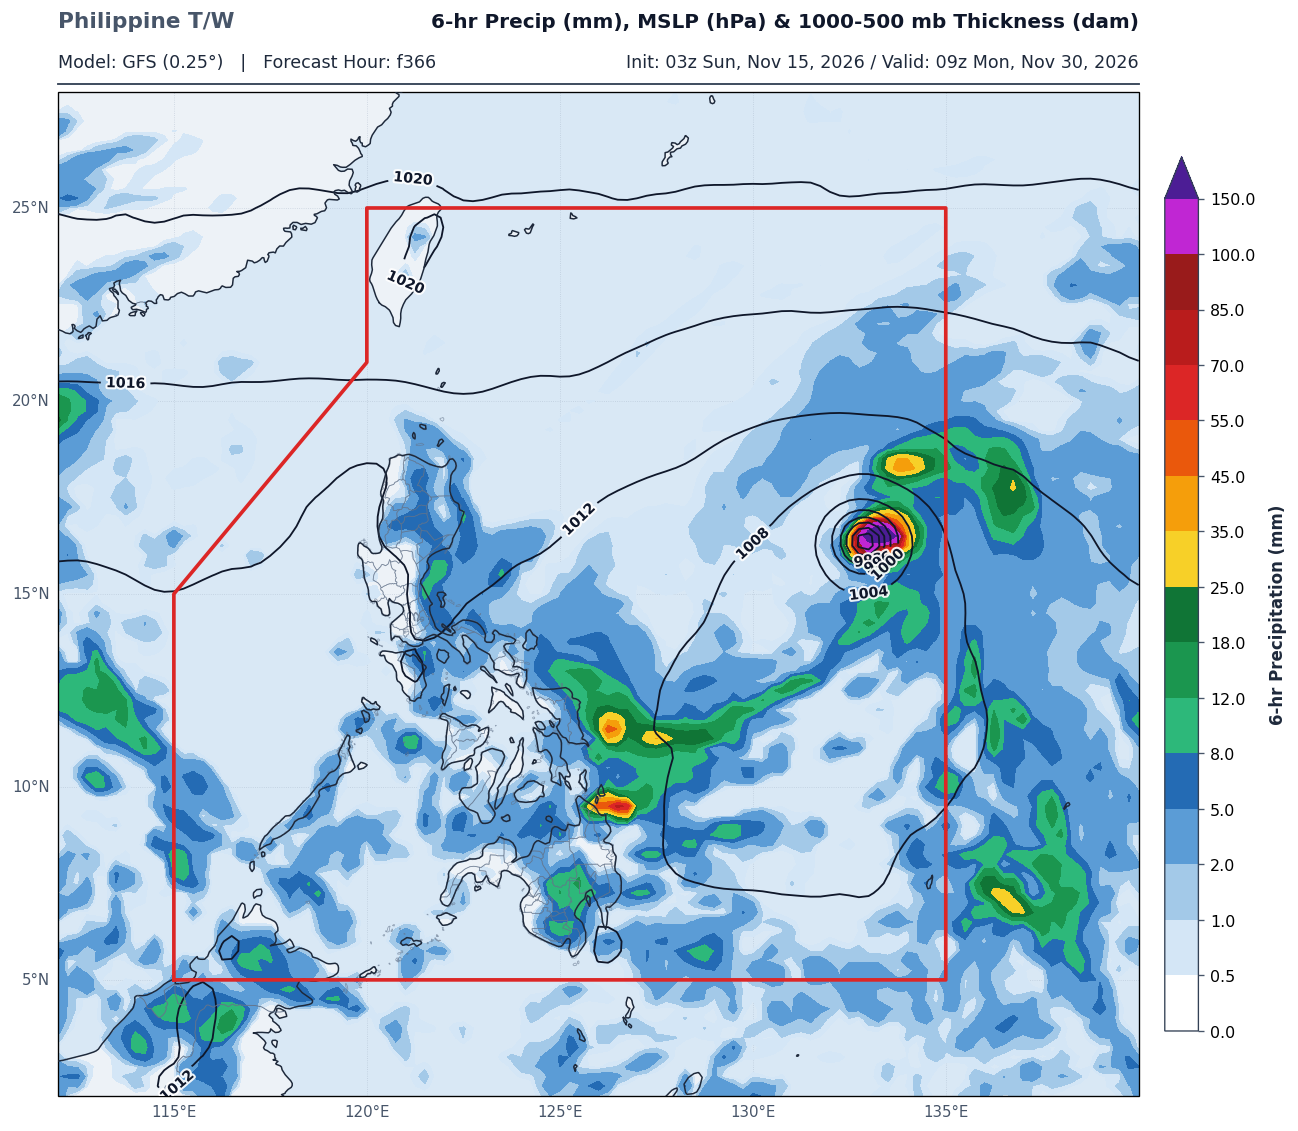 Philippine T/W
6-hr Precip (mm), MSLP (hPa) & 1000-500 mb Thickness (dam)
Model: GFS (0.25°) | Forecast Hour: f366
Init: 03z Sun, Nov 15, 2026 / Valid: 09z Mon, Nov 30, 2026
1020
25°N
1020
1016
20°N
1012
1008
1000
1004
15°N
10°N
5°N
1012
115°E
120°E
125°E
130°E
135°E
150.0
100.0
85.0
70.0
55.0
45.0
35.0
25.0
18.0
12.0
8.0
5.0
2.0
1.0
0.5
0.0
6-hr Precipitation (mm)